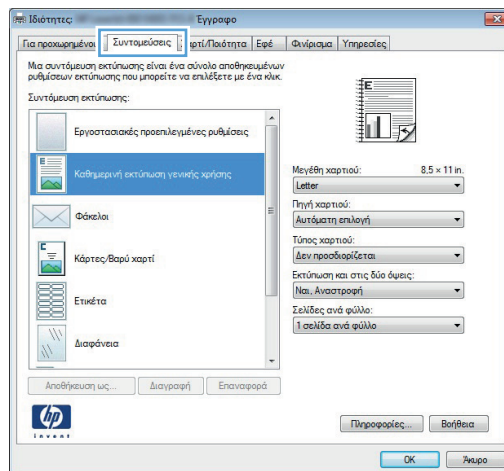 Ιδιότητες: Έγγραφο
Για προχωρημένου Συντομεύσεις αρτί/Ποιότητα Εφέ Φινίρισμα Υπηρεσίες
Μια συντόμευση εκτύπωσης είναι ένα σύνολο αποθηκευμένων
ρυθμίσεων εκτύπωσης που μπορείτε να επιλέξετε με ένα κλικ.
Συντόμευση εκτύπωσης:
Εργοστασιακές προεπιλεγμένες ρυθμίσεις
Καθημερινή εκτύπωση γενικής χρήσης
Φάκελοι
Κάρτες/Βαρύ χαρτί
Ετικέτα
Διαφάνεια
Αποθήκευση ως... Διαγραφή Επαναφορά
E
Μεγέθη χαρτιού: 8.5 × 11 in.
Letter
Πηγή χαρτιού:
Αυτόματη επιλογή
Τύπος χαρτιού:
Δεν προσδιορίζεται
Εκτύπωση και στις δύο όψεις:
Ναι, Αναστροφή
Σελίδες ανά φύλλο:
1 σελίδα ανά φύλλο
hp
invent
Πληροφορίες... Βοήθεια
OK Άκυρο